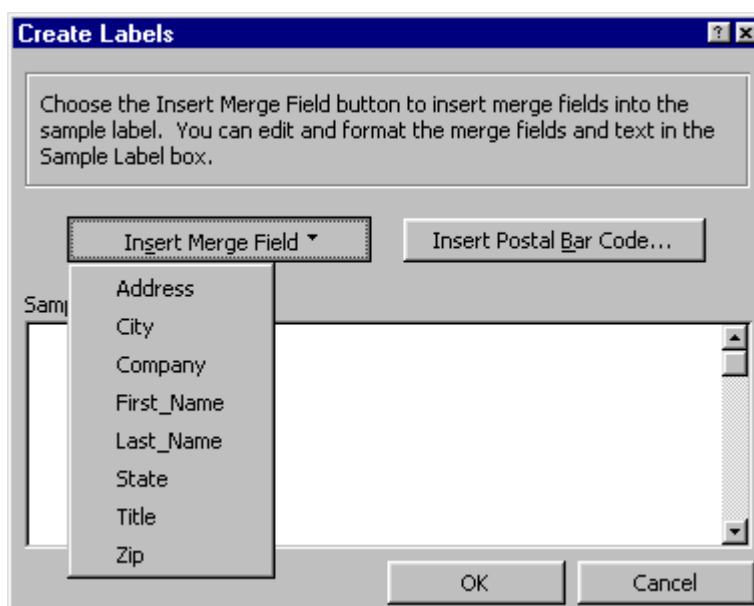 Create Labels
Choose the Insert Merge Field button to insert merge fields into the
sample label. You can edit and format the merge fields and text in the
Sample Label box.
Insert Merge Field
Insert Postal Bar Code...
Address
City
Company
First_Name
Last_Name
State
Title
Zip
OK
Cancel